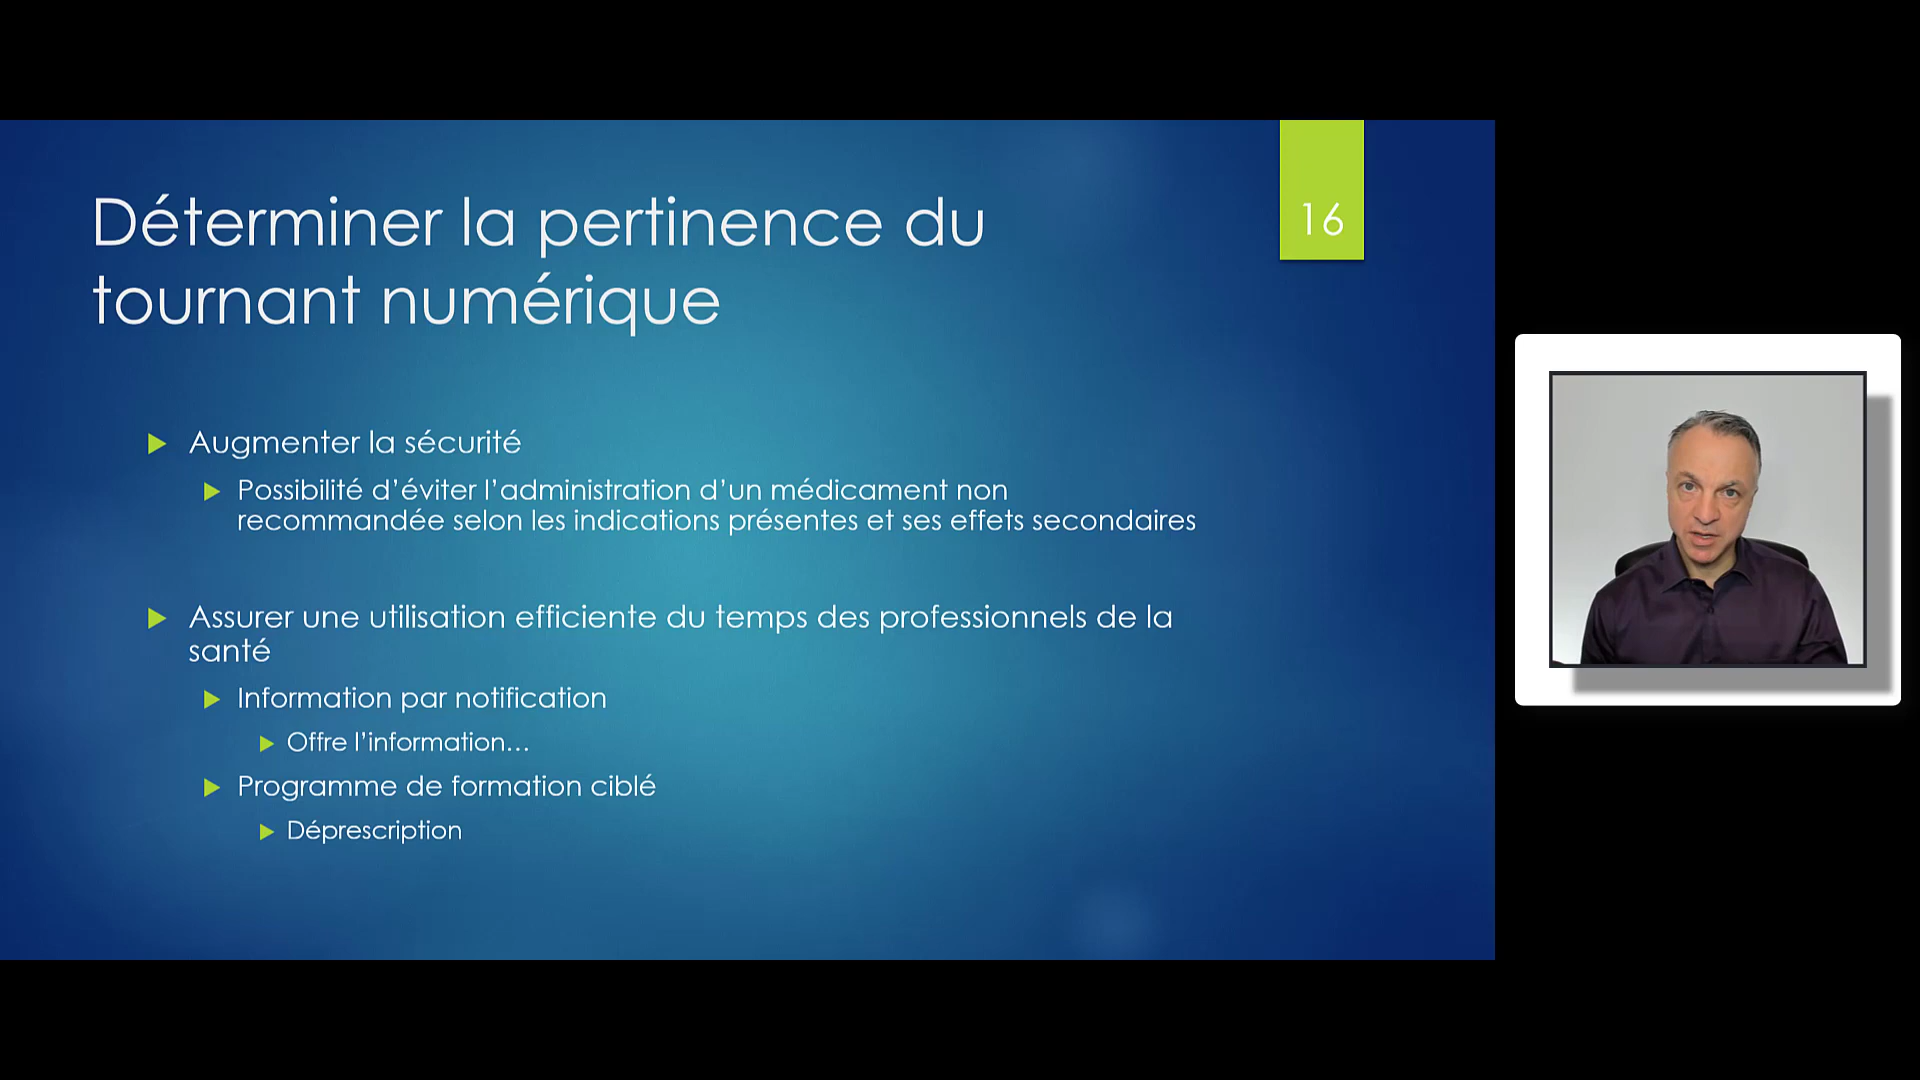 Déterminer la pertinence du
tournant numérique
16
Augmenter la sécurité
Possibilité d’éviter l’administration d’un médicament non
recommandée selon les indications présentes et ses effets secondaires
Assurer une utilisation efficiente du temps des professionnels de la
santé
Information par notification
Offre l’information…
Programme de formation ciblé
Déprescription